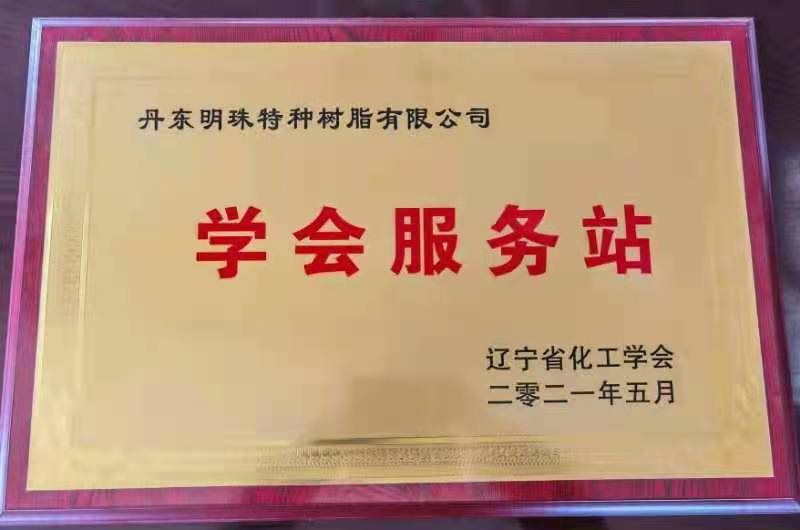 丹东明珠特种树脂有限公司
学会服务站
辽宁省化工学会
二零二一年五月